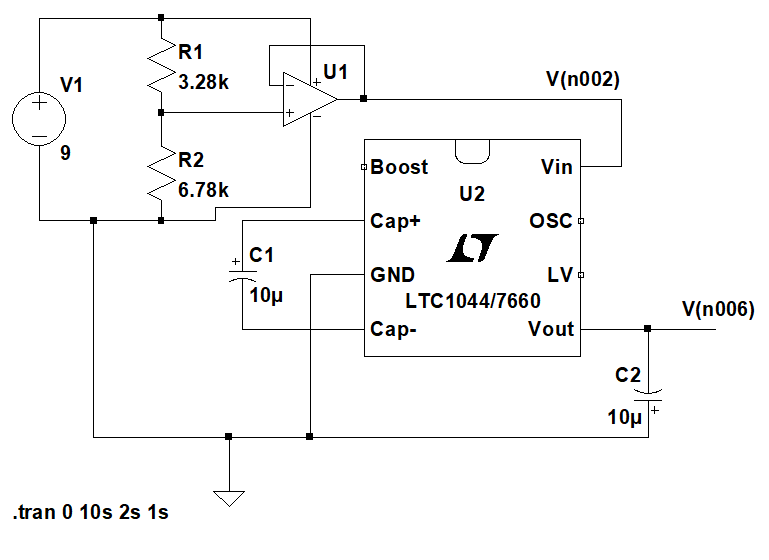 V1
9
R1
3.28k
R2
6.78k
U1
V(n002)
Boost
Vin
U2
Cap+
OSC
GND
LV
LTC1044/7660
Cap-
Vout
C1
10µ
V(n006)
C2
10µ
.tran 0 10s 2s 1s